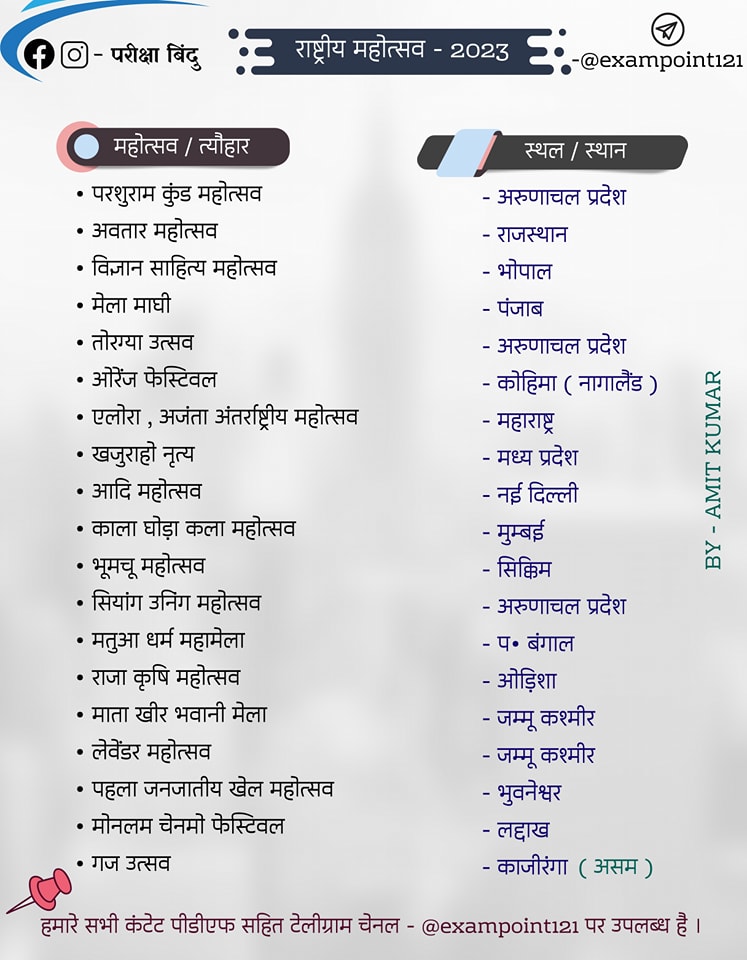 - परीक्षा बिंदु
राष्ट्रीय महोत्सव - 2023
-@exampoint121
महोत्सव / त्यौहार स्थल / स्थान
• परशुराम कुंड महोत्सव - अरुणाचल प्रदेश
• अवतार महोत्सव - राजस्थान
• विज्ञान साहित्य महोत्सव - भोपाल
• मेला माघी - पंजाब
• तोरग्या उत्सव - अरुणाचल प्रदेश
• ओरेंज फेस्टिवल - कोहिमा ( नागालैंड )
• एलोरा , अजंता अंतर्राष्ट्रीय महोत्सव - महाराष्ट्र
• खजुराहो नृत्य - मध्य प्रदेश
• आदि महोत्सव - नई दिल्ली
• काला घोड़ा कला महोत्सव - मुम्बई
• भूमचू महोत्सव - सिक्किम
• सियांग उनिंग महोत्सव - अरुणाचल प्रदेश
• मतुआ धर्म महामेला - प• बंगाल
• राजा कृषि महोत्सव - ओड़िशा
• माता खीर भवानी मेला - जम्मू कश्मीर
• लेवेंडर महोत्सव - जम्मू कश्मीर
• पहला जनजातीय खेल महोत्सव - भुवनेश्वर
• मोनलम चेनमो फेस्टिवल - लद्दाख
• गज उत्सव - काजीरंगा ( असम )
BY - AMIT KUMAR
हमारे सभी कंटेट पीडीएफ सहित टेलीग्राम चेनल - @exampoint121 पर उपलब्ध है ।